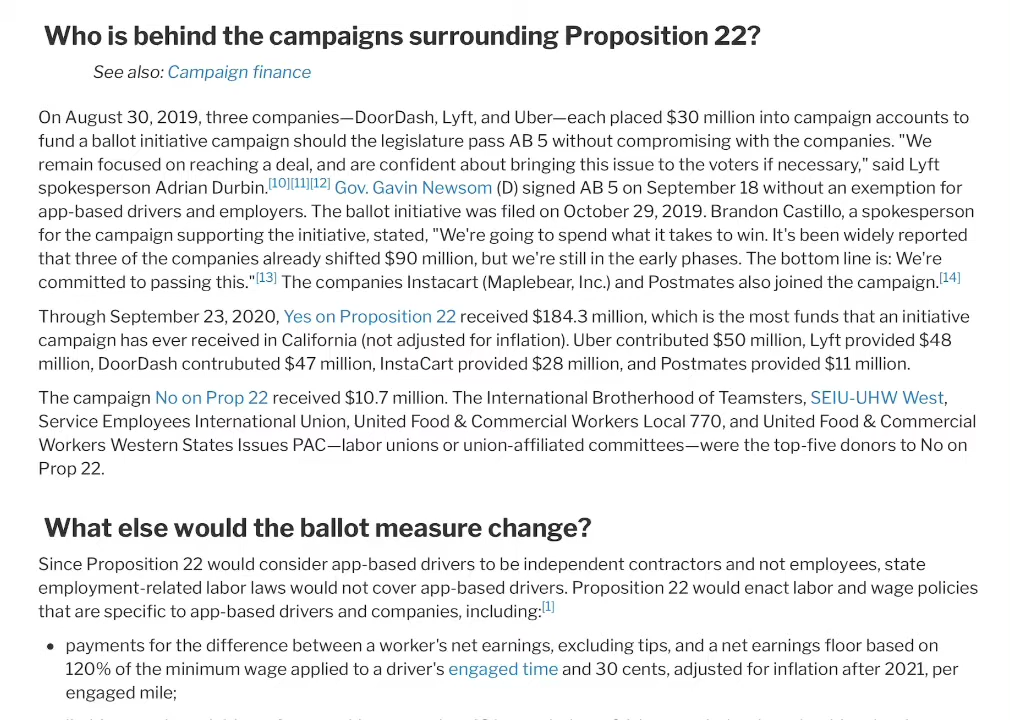 Who is behind the campaigns surrounding Proposition 22?
See also: Campaign finance
On August 30, 2019, three companies—DoorDash, Lyft, and Uber—each placed $30 million into campaign accounts to
fund a ballot initiative campaign should the legislature pass AB 5 without compromising with the companies. "We
remain focused on reaching a deal, and are confident about bringing this issue to the voters if necessary," said Lyft
spokesperson Adrian Durbin.[10][11][12] Gov. Gavin Newsom (D) signed AB 5 on September 18 without an exemption for
app-based drivers and employers. The ballot initiative was filed on October 29, 2019. Brandon Castillo, a spokesperson
for the campaign supporting the initiative, stated, "We're going to spend what it takes to win. It's been widely reported
that three of the companies already shifted $90 million, but we're still in the early phases. The bottom line is: We're
committed to passing this."[13] The companies Instacart (Maplebear, Inc.) and Postmates also joined the campaign.[14]
Through September 23, 2020, Yes on Proposition 22 received $184.3 million, which is the most funds that an initiative
campaign has ever received in California (not adjusted for inflation). Uber contributed $50 million, Lyft provided $48
million, DoorDash contrubuted $47 million, InstaCart provided $28 million, and Postmates provided $11 million.
The campaign No on Prop 22 received $10.7 million. The International Brotherhood of Teamsters, SEIU-UHW West,
Service Employees International Union, United Food & Commercial Workers Local 770, and United Food & Commercial
Workers Western States Issues PAC—labor unions or union-affiliated committees—were the top-five donors to No on
Prop 22.
What else would the ballot measure change?
Since Proposition 22 would consider app-based drivers to be independent contractors and not employees, state
employment-related labor laws would not cover app-based drivers. Proposition 22 would enact labor and wage policies
that are specific to app-based drivers and companies, including:[1]
• payments for the difference between a worker's net earnings, excluding tips, and a net earnings floor based on
120% of the minimum wage applied to a driver's engaged time and 30 cents, adjusted for inflation after 2021, per
engaged mile;